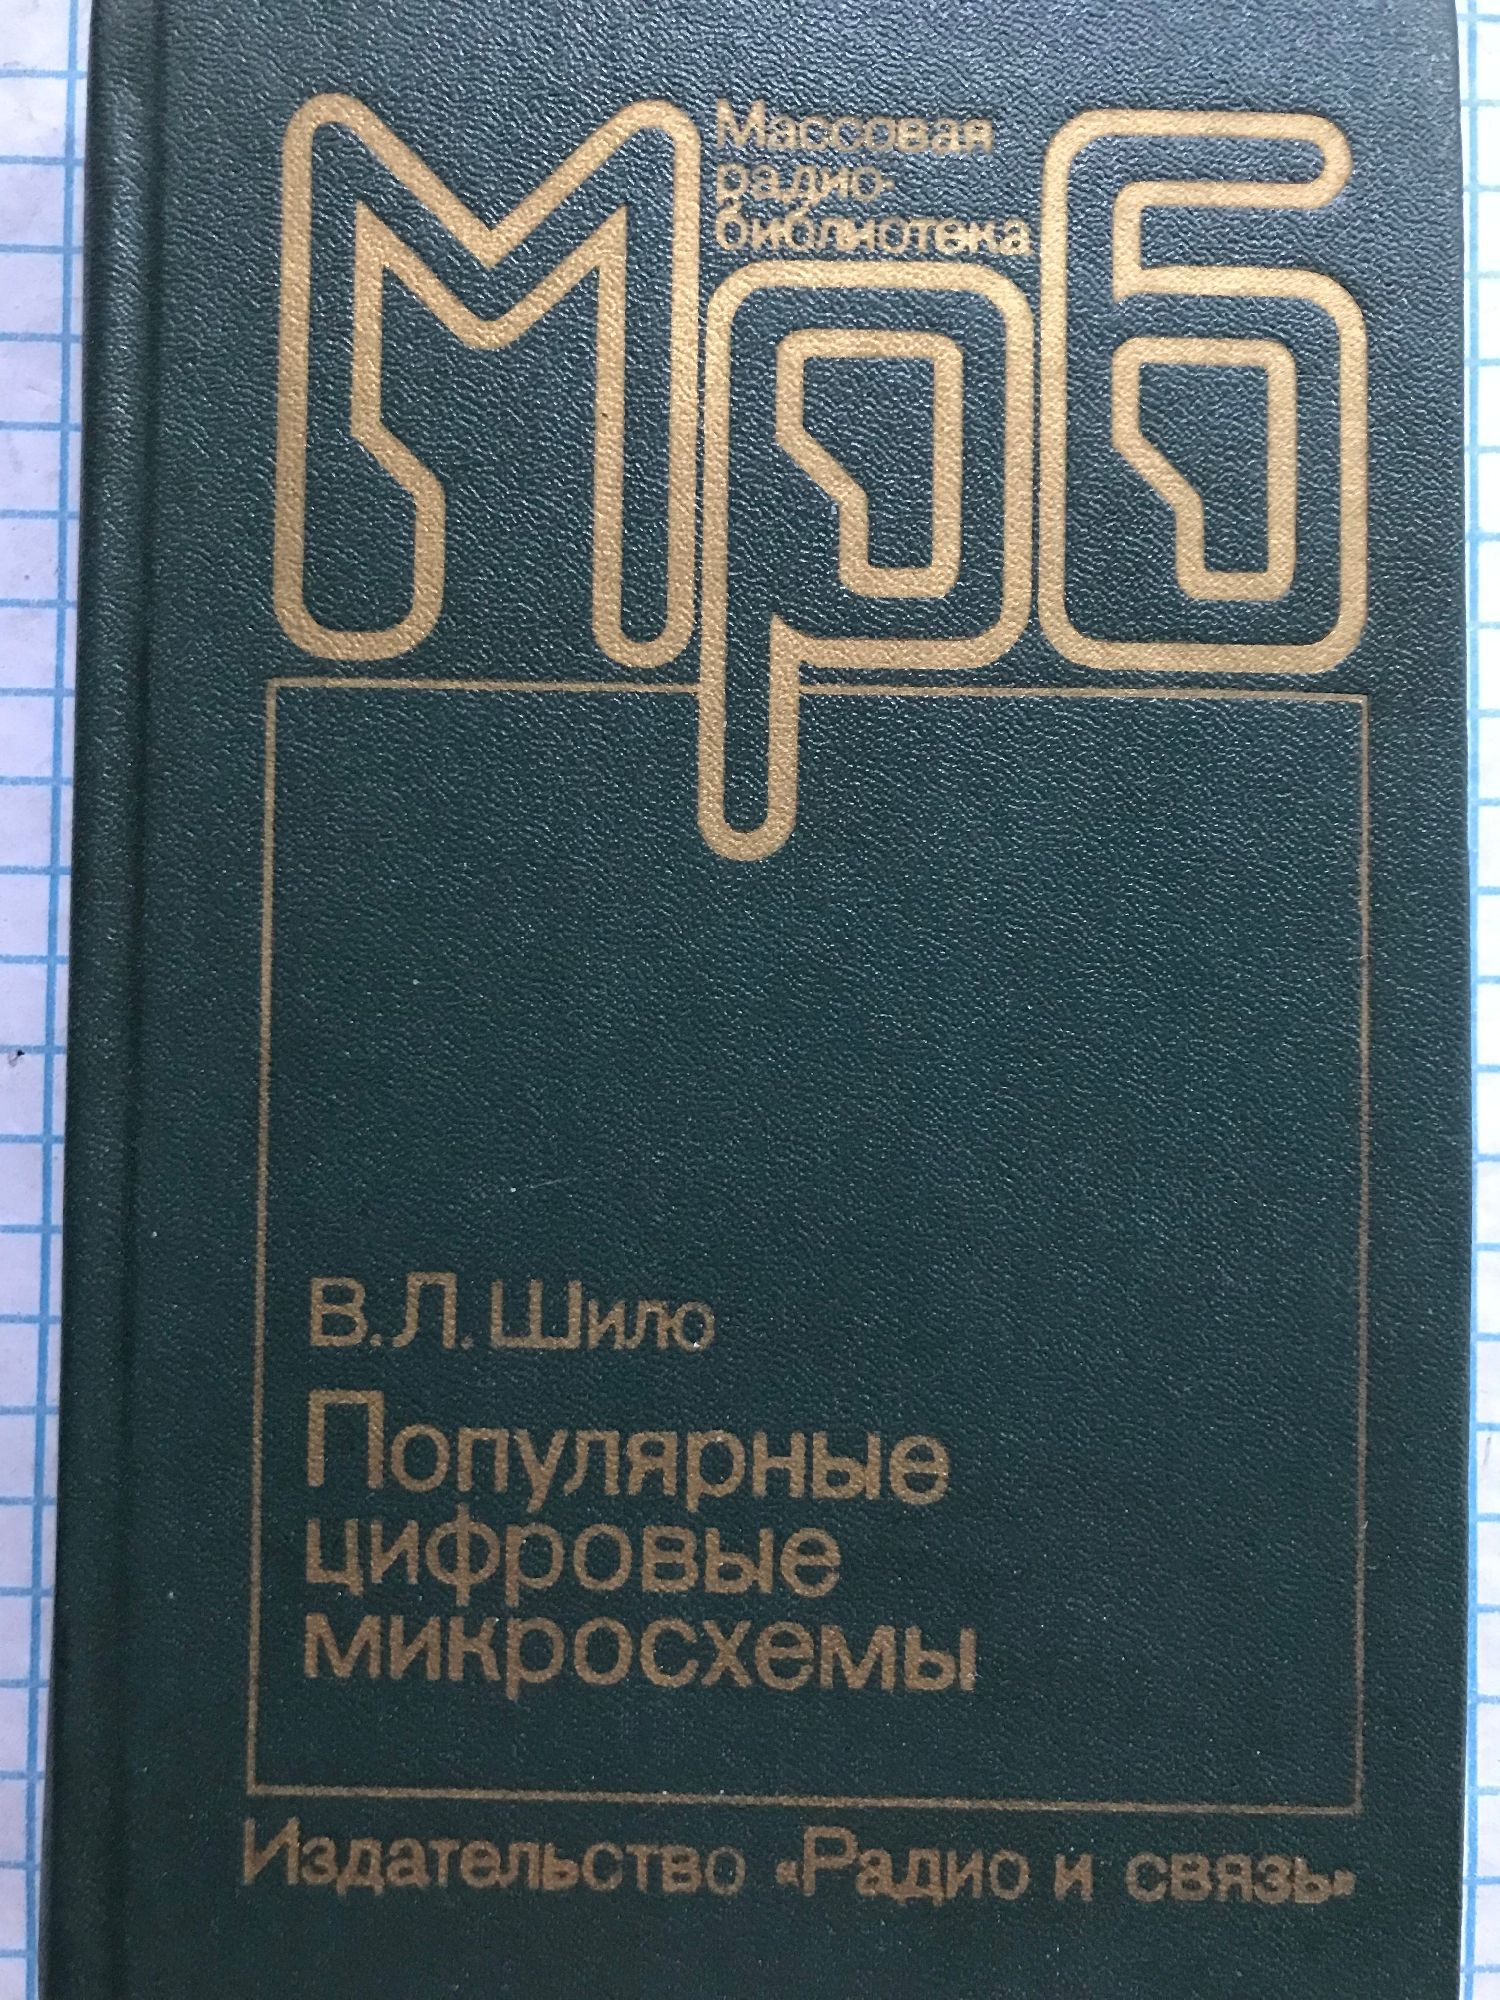 Мрб
Массовая
радио-
библиотека
В.Л.Шило
Популярные
цифровые
микросхемы
Издательство «Радио и связь»